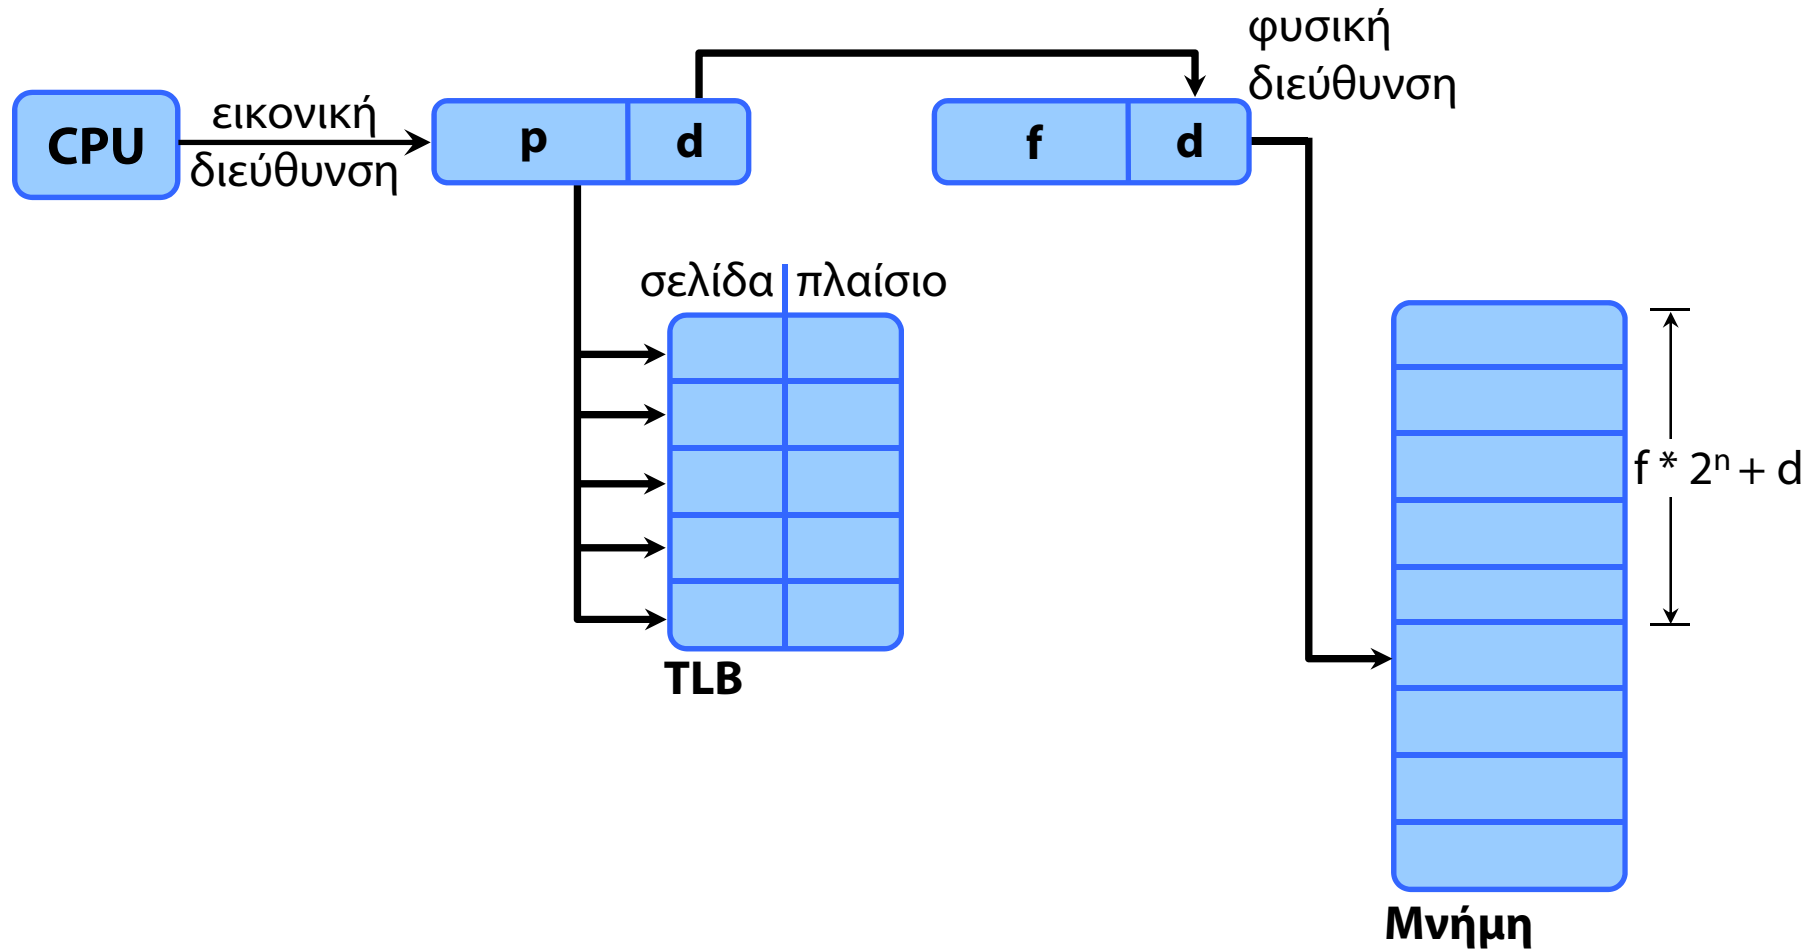 CPU
εικονική
διεύθυνση
p
d
f
d
φυσική
διεύθυνση
σελίδα
πλαίσιο
TLB
f * 2ⁿ + d
Μνήμη